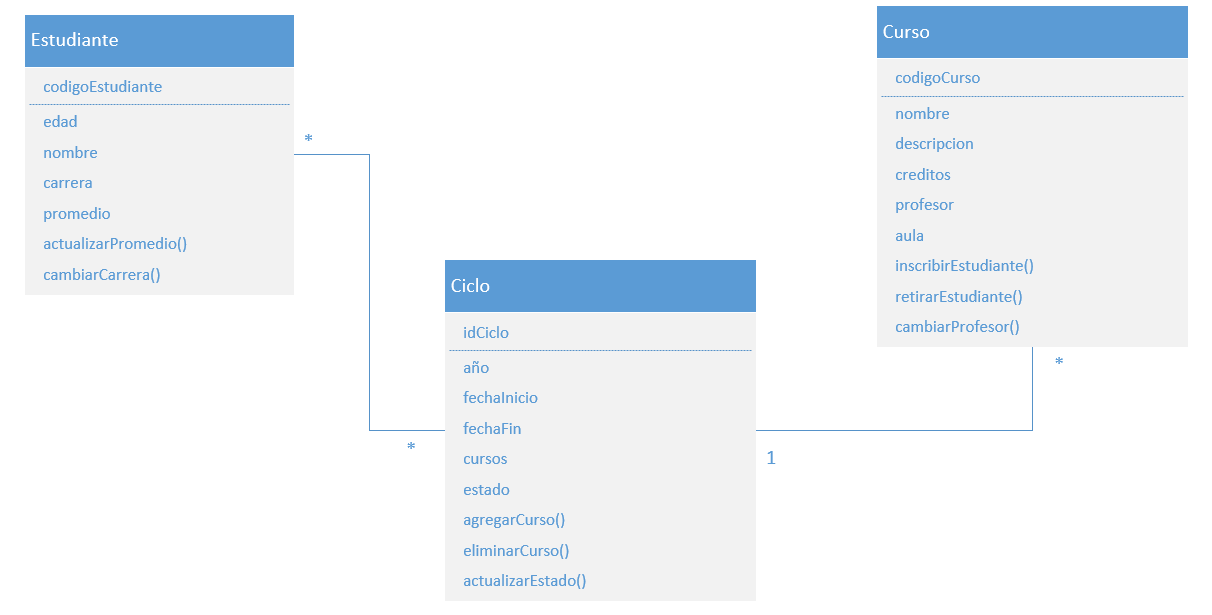 Estudiante
codigoEstudiante
edad
nombre
carrera
promedio
actualizarPromedio()
cambiarCarrera()
*
*
Ciclo
idCiclo
año
fechaInicio
fechaFin
cursos
estado
agregarCurso()
eliminarCurso()
actualizarEstado()
1
*
Curso
codigoCurso
nombre
descripcion
creditos
profesor
aula
inscribirEstudiante()
retirarEstudiante()
cambiarProfesor()